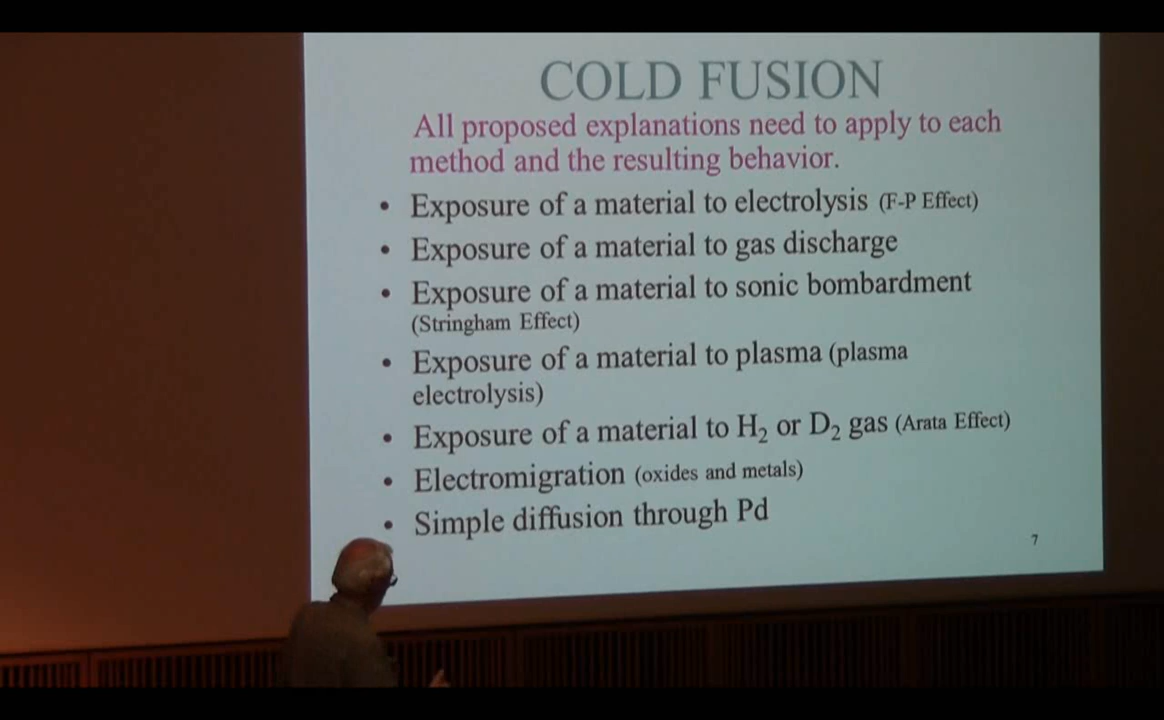 COLD FUSION
All proposed explanations need to apply to each
method and the resulting behavior.
• Exposure of a material to electrolysis (F-P Effect)
• Exposure of a material to gas discharge
• Exposure of a material to sonic bombardment
(Stringham Effect)
• Exposure of a material to plasma (plasma
electrolysis)
• Exposure of a material to H₂ or D₂ gas (Arata Effect)
• Electromigration (oxides and metals)
• Simple diffusion through Pd
7